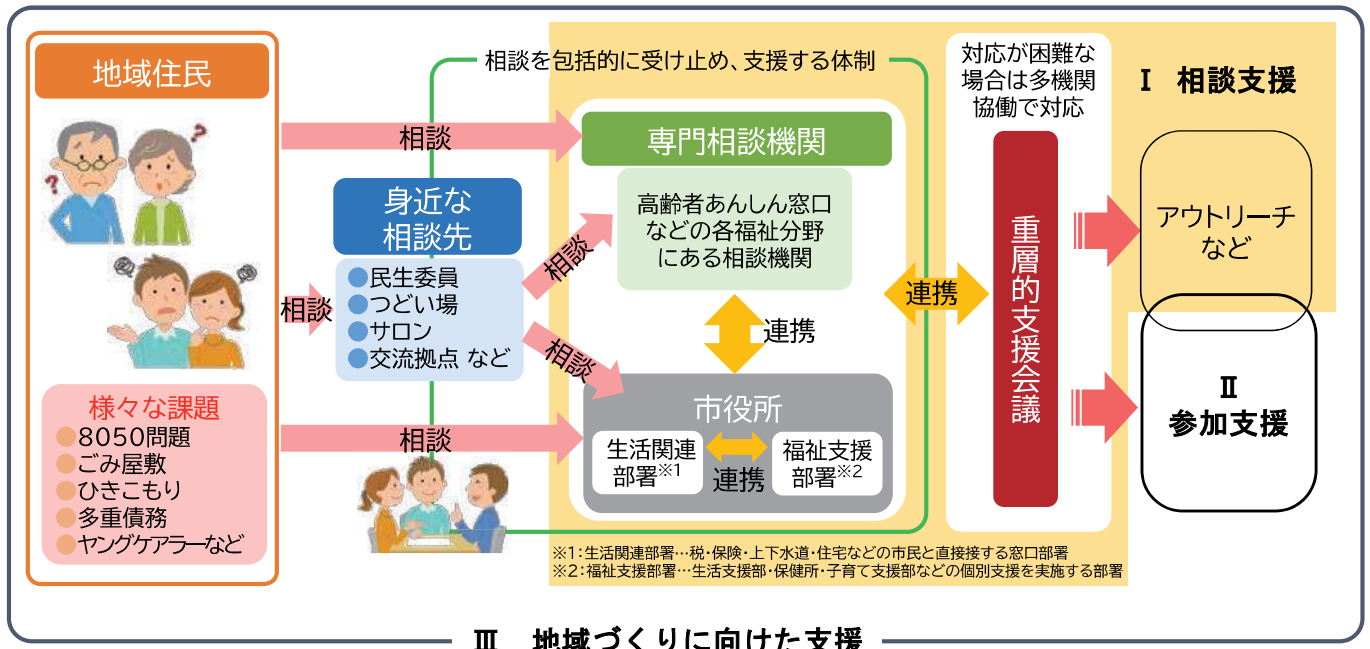 地域住民
様々な課題
●8050問題
●ごみ屋敷
●ひきこもり
●多重債務
●ヤングケアラーなど
相談
相談
相談
身近な
相談先
●民生委員
●つどい場
●サロン
●交流拠点 など
相談
相談
相談を包括的に受け止め、支援する体制
専門相談機関
高齢者あんしん窓口
などの各福祉分野
にある相談機関
連携
市役所
生活関連
部署※1
連携
福祉支援
部署※2
連携
対応が困難な
場合は多機関
協働で対応
重層的支援会議
Ⅰ 相談支援
アウトリーチ
など
Ⅱ
参加支援
※1：生活関連部署…税・保険・上下水道・住宅などの市民と直接接する窓口部署
※2：福祉支援部署…生活支援部・保健所・子育て支援部などの個別支援を実施する部署
Ⅲ 地域づくりに向けた支援